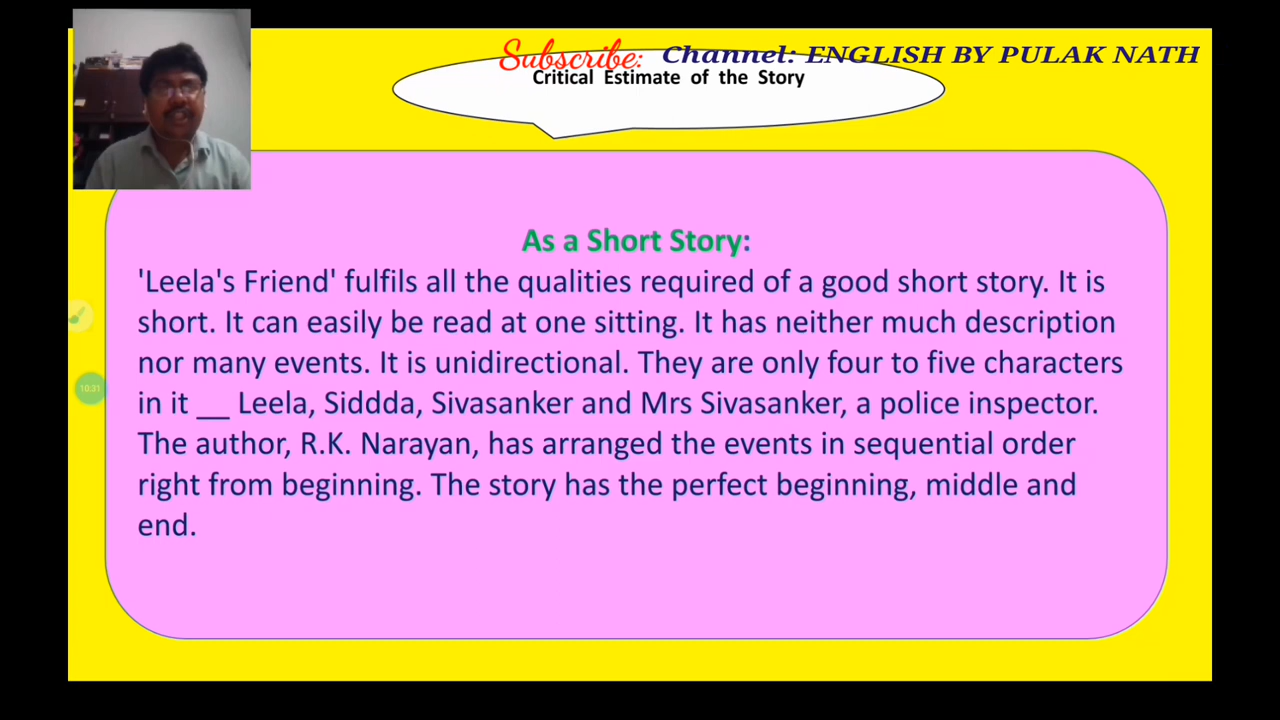 Subscribe: Channel: ENGLISH BY PULAK NATH
Critical Estimate of the Story
As a Short Story:
'Leela's Friend' fulfils all the qualities required of a good short story. It is
short. It can easily be read at one sitting. It has neither much description
nor many events. It is unidirectional. They are only four to five characters
in it __ Leela, Siddda, Sivasanker and Mrs Sivasanker, a police inspector.
The author, R.K. Narayan, has arranged the events in sequential order
right from beginning. The story has the perfect beginning, middle and
end.
10:31